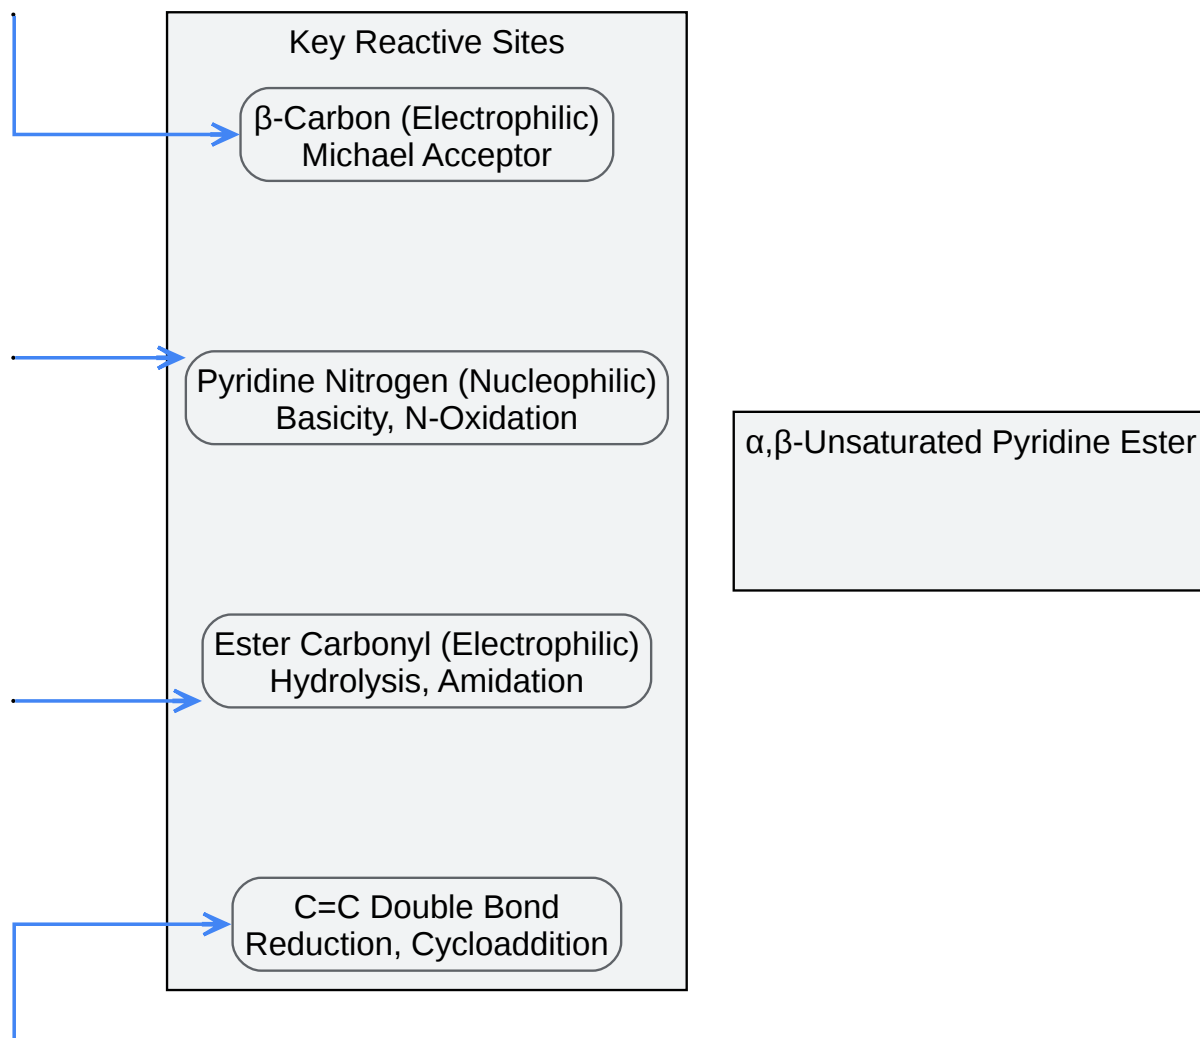 Key Reactive Sites
β-Carbon (Electrophilic)
Michael Acceptor
Pyridine Nitrogen (Nucleophilic)
Basicity, N-Oxidation
α,β-Unsaturated Pyridine Ester
Ester Carbonyl (Electrophilic)
Hydrolysis, Amidation
C=C Double Bond
Reduction, Cycloaddition